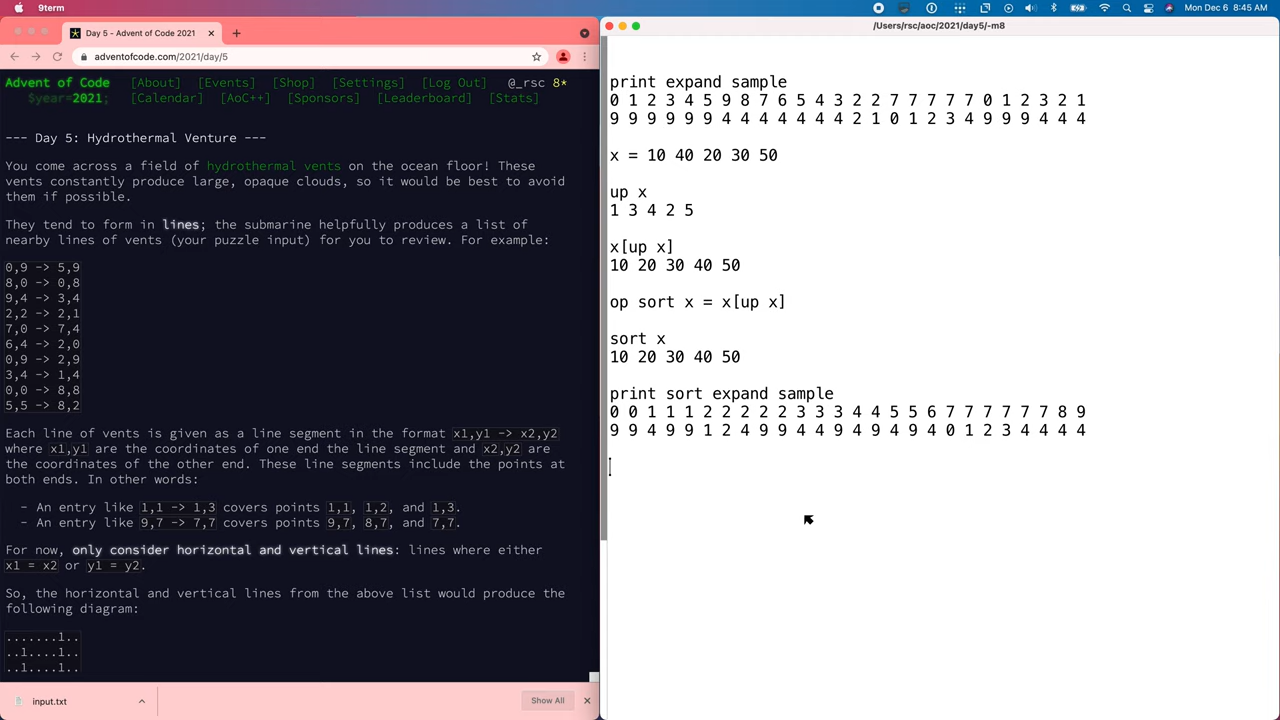 9term
Mon Dec 6 8:45 AM
Day 5 - Advent of Code 2021
adventofcode.com/2021/day/5
Advent of Code [About] [Events] [Shop] [Settings] [Log Out] @_rsc 8*
$year=2021; [Calendar] [AoC++] [Sponsors] [Leaderboard] [Stats]
--- Day 5: Hydrothermal Venture ---
You come across a field of hydrothermal vents on the ocean floor! These
vents constantly produce large, opaque clouds, so it would be best to avoid
them if possible.
They tend to form in lines; the submarine helpfully produces a list of
nearby lines of vents (your puzzle input) for you to review. For example:
0,9 -> 5,9
8,0 -> 0,8
9,4 -> 3,4
2,2 -> 2,1
7,0 -> 7,4
6,4 -> 2,0
0,9 -> 2,9
3,4 -> 1,4
0,0 -> 8,8
5,5 -> 8,2
Each line of vents is given as a line segment in the format x1,y1 -> x2,y2
where x1,y1 are the coordinates of one end the line segment and x2,y2 are
the coordinates of the other end. These line segments include the points at
both ends. In other words:
- An entry like 1,1 -> 1,3 covers points 1,1, 1,2, and 1,3.
- An entry like 9,7 -> 7,7 covers points 9,7, 8,7, and 7,7.
For now, only consider horizontal and vertical lines: lines where either
x1 = x2 or y1 = y2.
So, the horizontal and vertical lines from the above list would produce the
following diagram:
.......1..
..1....1..
..1....1..
input.txt
Show All
/Users/rsc/aoc/2021/day5/-m8
print expand sample
0 1 2 3 4 5 9 8 7 6 5 4 3 2 2 7 7 7 7 7 0 1 2 3 2 1
9 9 9 9 9 9 4 4 4 4 4 4 4 2 1 0 1 2 3 4 9 9 9 4 4 4
x = 10 40 20 30 50
up x
1 3 4 2 5
x[up x]
10 20 30 40 50
op sort x = x[up x]
sort x
10 20 30 40 50
print sort expand sample
0 0 1 1 1 2 2 2 2 2 3 3 3 4 4 5 5 6 7 7 7 7 7 7 8 9
9 9 4 9 9 1 2 4 9 9 4 4 9 4 9 4 9 4 0 1 2 3 4 4 4 4